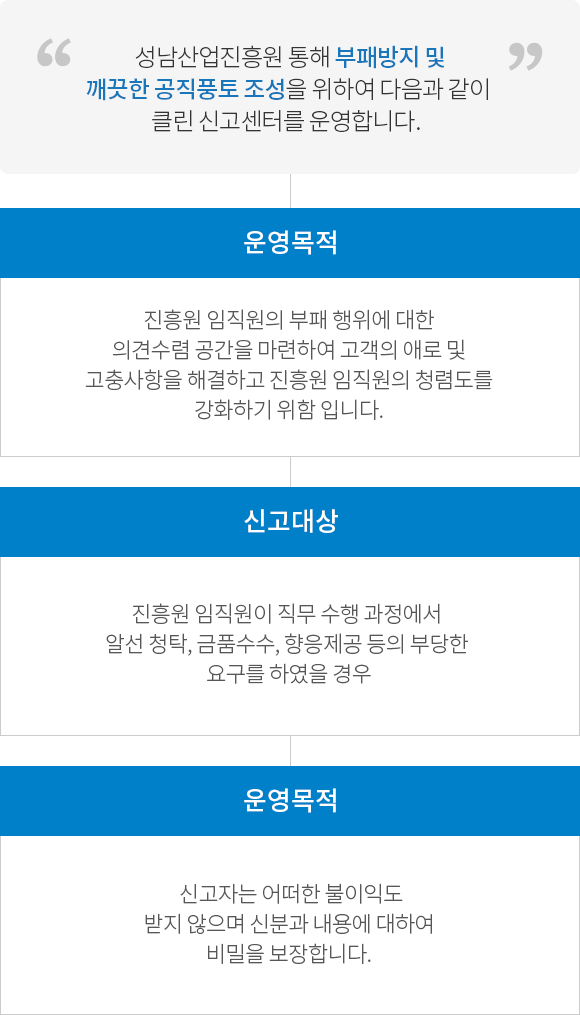 성남산업진흥원 통해 부패방지 및
깨끗한 공직풍토 조성을 위하여 다음과 같이
클린 신고센터를 운영합니다.
운영목적
진흥원 임직원의 부패 행위에 대한
의견수렴 공간을 마련하여 고객의 애로 및
고충사항을 해결하고 진흥원 임직원의 청렴도를
강화하기 위함 입니다.
신고대상
진흥원 임직원이 직무 수행 과정에서
알선 청탁, 금품수수, 향응제공 등의 부당한
요구를 하였을 경우
운영목적
신고자는 어떠한 불이익도
받지 않으며 신분과 내용에 대하여
비밀을 보장합니다.